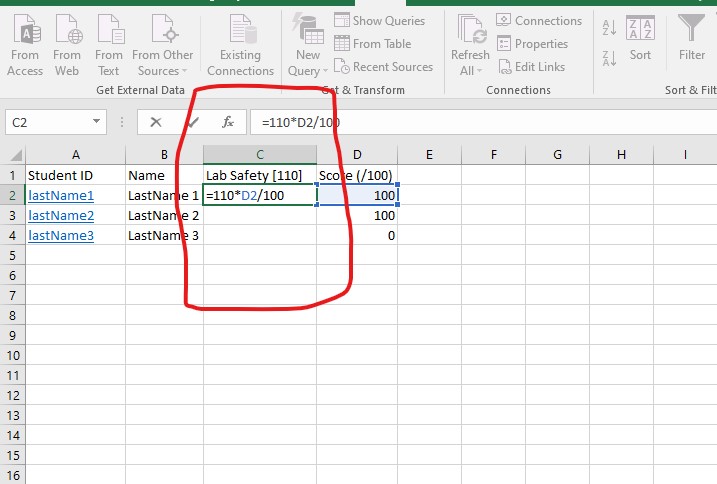 Show Queries
From Table
Recent Sources
Connections
Properties
Edit Links
From Access
From Web
From Text
From Other Sources
Existing Connections
New Query
Refresh All
Sort
Filter
Get External Data
& Transform
Connections
Sort & Filt
C2
fx
=110*D2/100
A B C D E F G H I
1 Student ID Name Lab Safety [110] Score (/100)
2 lastName1 LastName 1 =110*D2/100 100
3 lastName2 LastName 2 100
4 lastName3 LastName 3 0
5
6
7
8
9
10
11
12
13
14
15
16